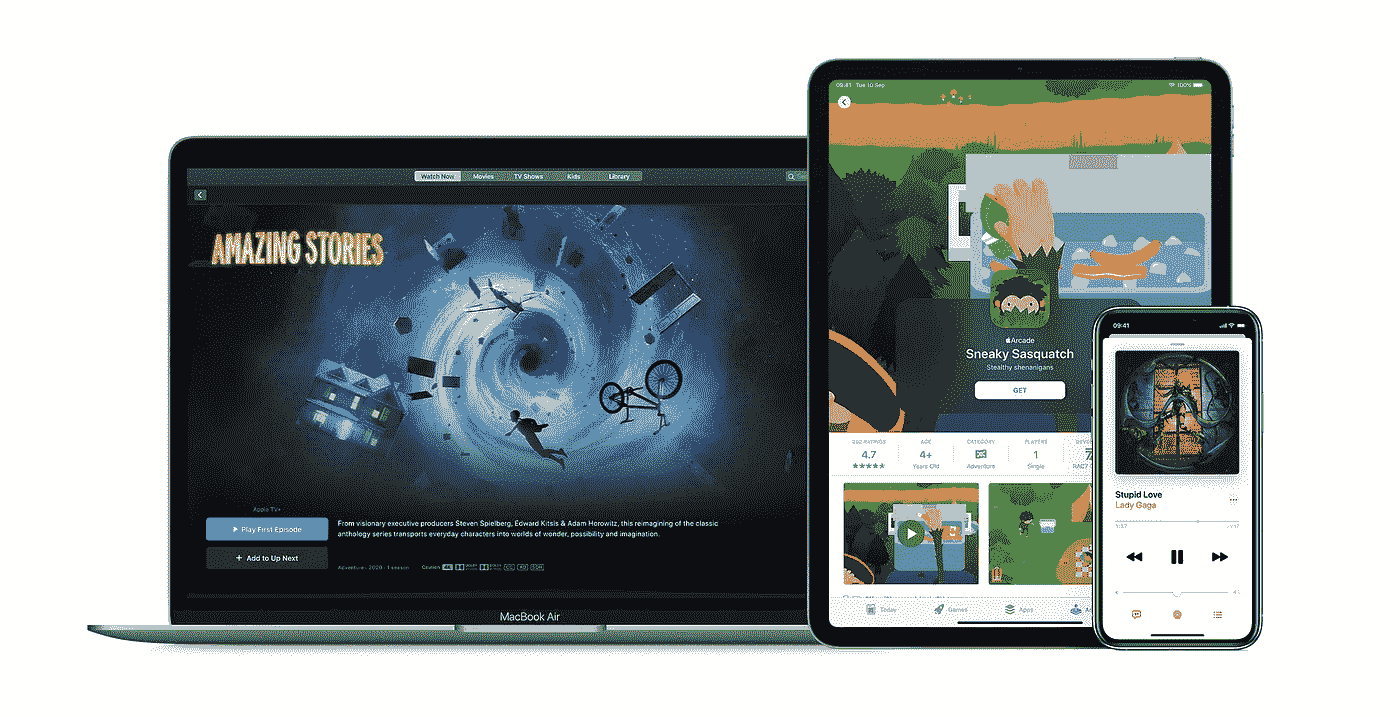 Watch Now
Movies
TV Shows
Kids
Library
AMAZING STORIES
Apple TV+
Play First Episode
Add to Up Next
From visionary executive producers Steven Spielberg, Edward Kitsis & Adam Horowitz, this reimagining of the classic
anthology series transports everyday characters into worlds of wonder, possibility and imagination.
Adventure · 2020 · 1 season
MacBook Air
09:41 Tue 10 Sep
100%
Arcade
Sneaky Sasquatch
Stealthy shenanigans
GET
RATINGS
AGE
CATEGORY
PLAYERS
4.7
4+
1
Years Old
Adventure
Single
Today
Games
Apps
09:41
Stupid Love
Lady Gaga
1:37